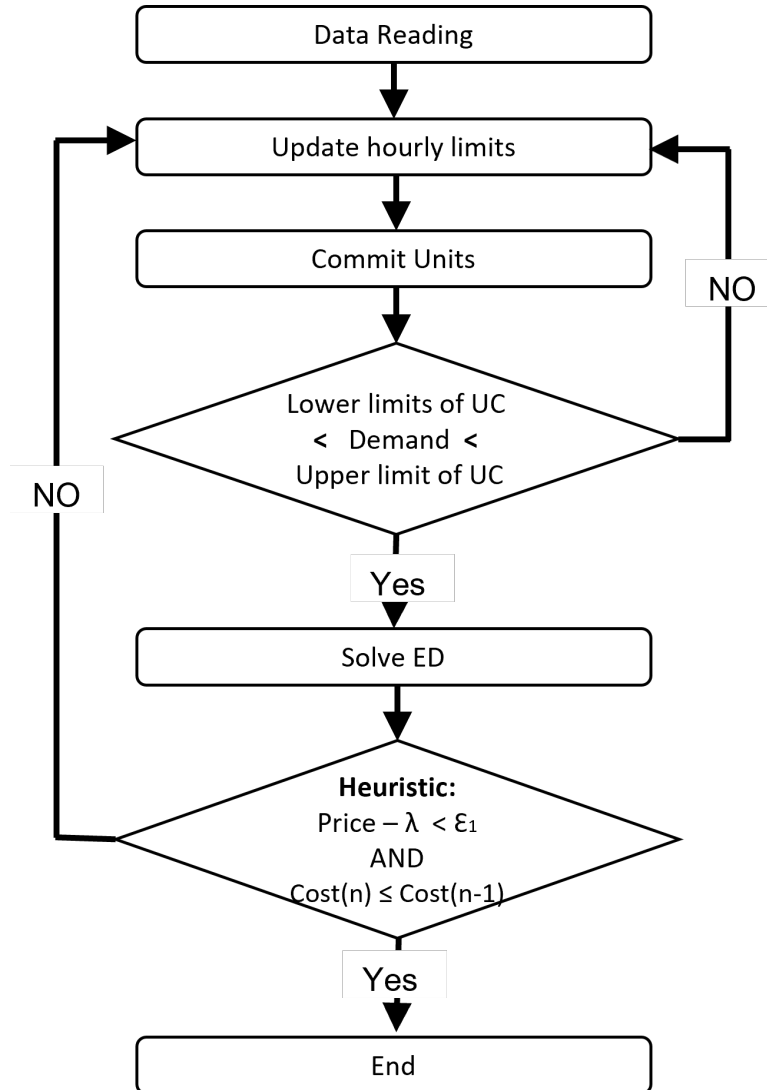 Data Reading
Update hourly limits
Commit Units
NO
Lower limits of UC
< Demand <
Upper limit of UC
NO
Yes
Solve ED
Heuristic:
Price – λ < Ɛ₁
AND
Cost(n) ≤ Cost(n-1)
Yes
End